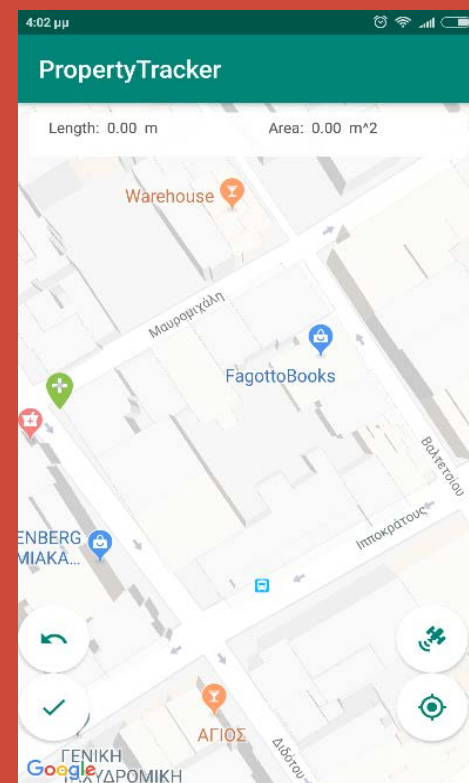 4:02 μμ
PropertyTracker
Length: 0.00 m
Area: 0.00 m^2
Warehouse
Μαυρομιχάλη
FagottoBooks
Βαλτετσίου
Ιπποκράτους
ENBERG
ΜΙΑΚΑ...
ΑΓΙΟΣ
Διδότου
ΓΕΝΙΚΗ
ΥΔΡΟΜΙΚΗ
Google